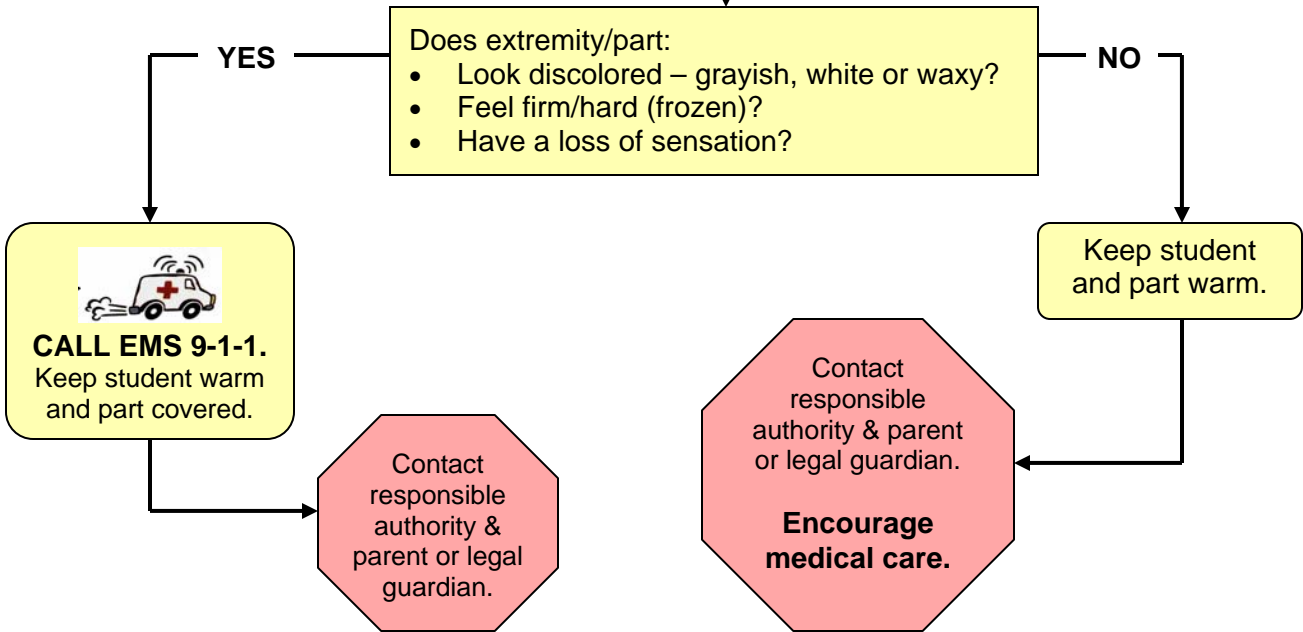 YES
Does extremity/part:
• Look discolored – grayish, white or waxy?
• Feel firm/hard (frozen)?
• Have a loss of sensation?
NO
CALL EMS 9-1-1.
Keep student warm
and part covered.
Keep student
and part warm.
Contact
responsible
authority &
parent or legal
guardian.
Contact
responsible
authority & parent
or legal guardian.
Encourage
medical care.